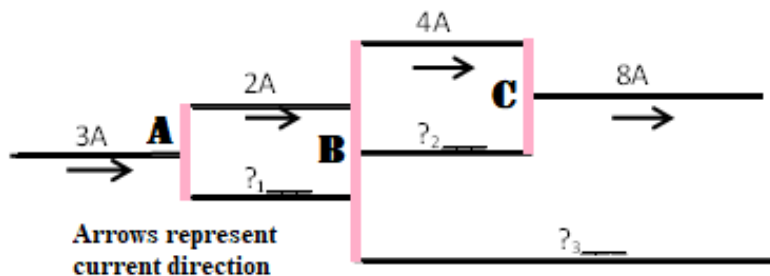 4A
2A
8A
A
C
3A
B
?₂___
?₁___
Arrows represent
current direction
?₃___